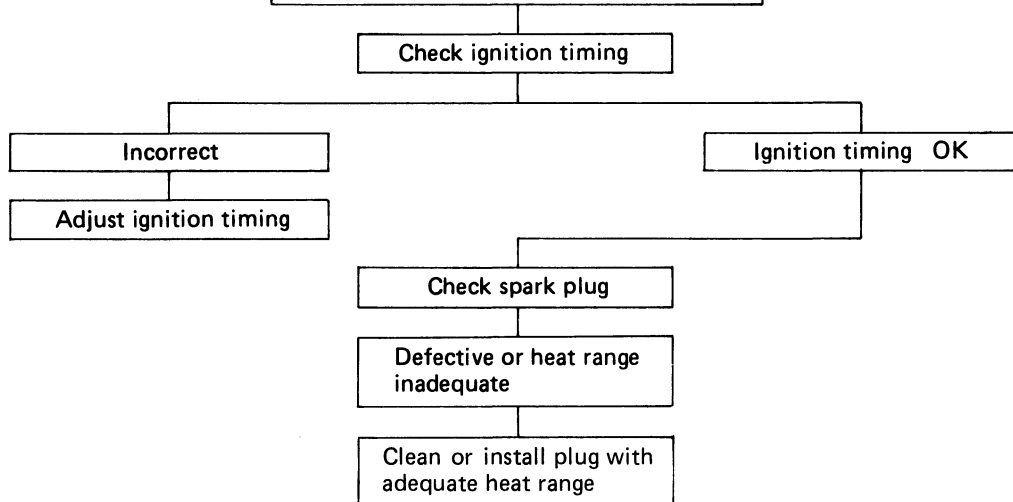 Check ignition timing
Incorrect
Ignition timing OK
Adjust ignition timing
Check spark plug
Defective or heat range
inadequate
Clean or install plug with
adequate heat range